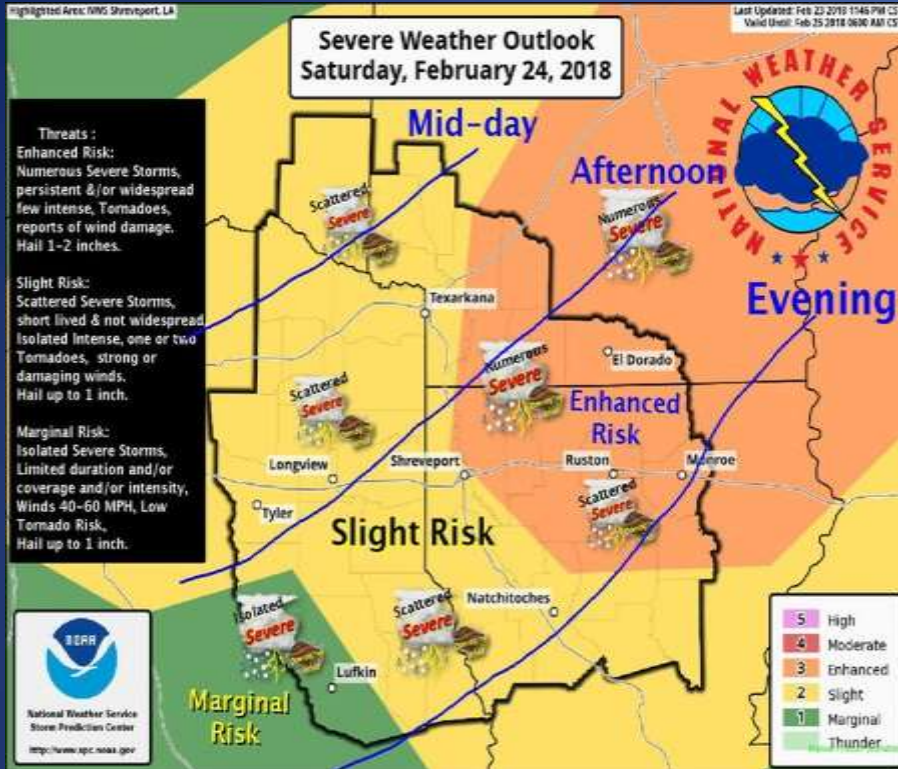 Highlighted Area: NWS Shreveport, LA
Last Updated: Feb 23 2018 1146 PM CST
Valid Until: Feb 25 2018 0600 AM CST
Severe Weather Outlook
Saturday, February 24, 2018
NATIONAL WEATHER SERVICE
Mid-day
Afternoon
Evening
Threats :
Enhanced Risk:
Numerous Severe Storms,
persistent &/or widespread
few intense, Tornadoes,
reports of wind damage.
Hail 1-2 inches.
Slight Risk:
Scattered Severe Storms,
short lived & not widespread
Isolated Intense, one or two
Tornadoes, strong or
damaging winds.
Hail up to 1 inch.
Marginal Risk:
Isolated Severe Storms,
Limited duration and/or
coverage and/or intensity,
Winds 40-60 MPH, Low
Tornado Risk,
Hail up to 1 inch.
Scattered
Severe
Numerous
Severe
Texarkana
Numerous
Severe
El Dorado
Scattered
Severe
Enhanced
Risk
Longview
Shreveport
Ruston
Monroe
Tyler
Scattered
Severe
Slight Risk
Isolated
Severe
Scattered
Severe
Natchitoches
Lufkin
Marginal
Risk
NOAA
National Weather Service
Storm Prediction Center
http://www.spc.noaa.gov
5 High
4 Moderate
3 Enhanced
2 Slight
1 Marginal
Thunder